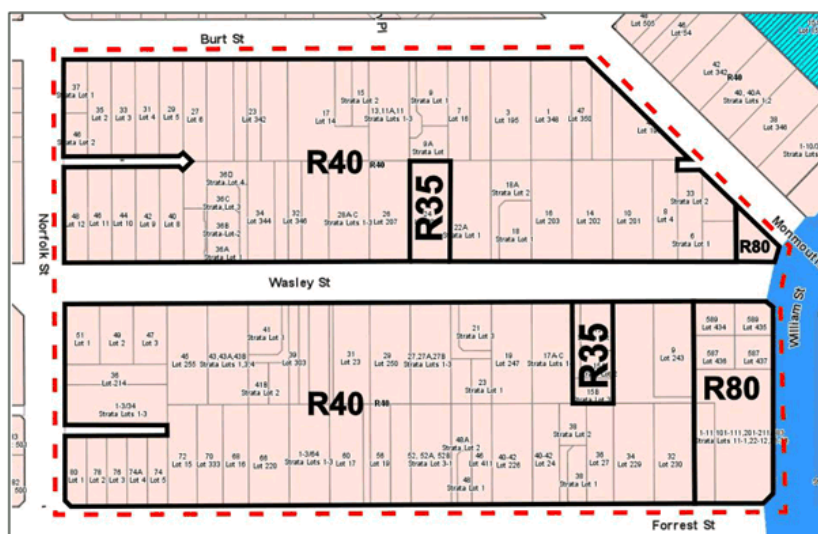 Burt St
48
Lot 505
46
Lot 54
42
Lot 342
R40
40, 40A
Strata Lots 1-2
38
Lot 346
37
Strata Lot 1
35
Lot 2
33
Lot 3
31
Lot 4
29
Lot 5
27
Lot 6
23
Lot 342
17
Lot 14
15
Strata Lot 2
13,11A,11
Strata Lots 1-3
9
Strata Lot 1
7
Lot 16
3
Lot 195
1
Lot 348
47
Lot 350
46
Strata Lot 2
9A
Strata Lot
R40
R40
R35
48
Lot 12
46
Lot 11
44
Lot 10
42
Lot 9
40
Lot 8
36D
Strata Lot 4
36C
Strata Lot 3
36B
Strata Lot 2
36A
Strata Lot 1
34
Lot 344
32
Lot 346
28A-C
Strata Lots 1-3
26
Lot 207
24
22A
Lot 1
18A
Strata Lot 2
18
Strata Lot 1
16
Lot 203
14
Lot 202
10
Lot 201
8
Lot 4
33
Strata Lot 2
6
Strata Lot 1
R80
Monmouth
Norfolk St
Wasley St
William St
51
Lot 1
49
Lot 2
47
Lot 3
36
Lot 214
1-3/34
Strata Lots 1-3
45
Lot 255
43,43A,43B
Strata Lots 1,3,4
41
Strata Lot 1
41B
Strata Lot 2
39
Lot 303
31
Lot 23
29
Lot 250
27,27A,27B
Strata Lots 1-3
21
Strata Lot 3
23
Strata Lot 1
19
Lot 247
17A-C
Strata Lots 1-3
R35
15B
9
Lot 243
589
Lot 434
589
Lot 435
587
Lot 436
587
Lot 437
R80
R40
R40
80
Lot 1
78
Lot 2
76
Lot 3
74A
Lot 4
74
Lot 5
72
Lot 15
70
Lot 333
68
Lot 16
66
Lot 228
1-3/64
Strata Lots 1-3
60
Lot 17
56
Lot 19
52, 52A, 52B
Strata Lots 3-1
48A
Strata Lot 2
48
Strata Lot 1
46
Lot 411
40-42
Lot 226
40-42
Lot 24
38
Strata Lot 2
38
Strata Lot 1
36
Lot 27
34
Lot 229
32
Lot 230
Forrest St